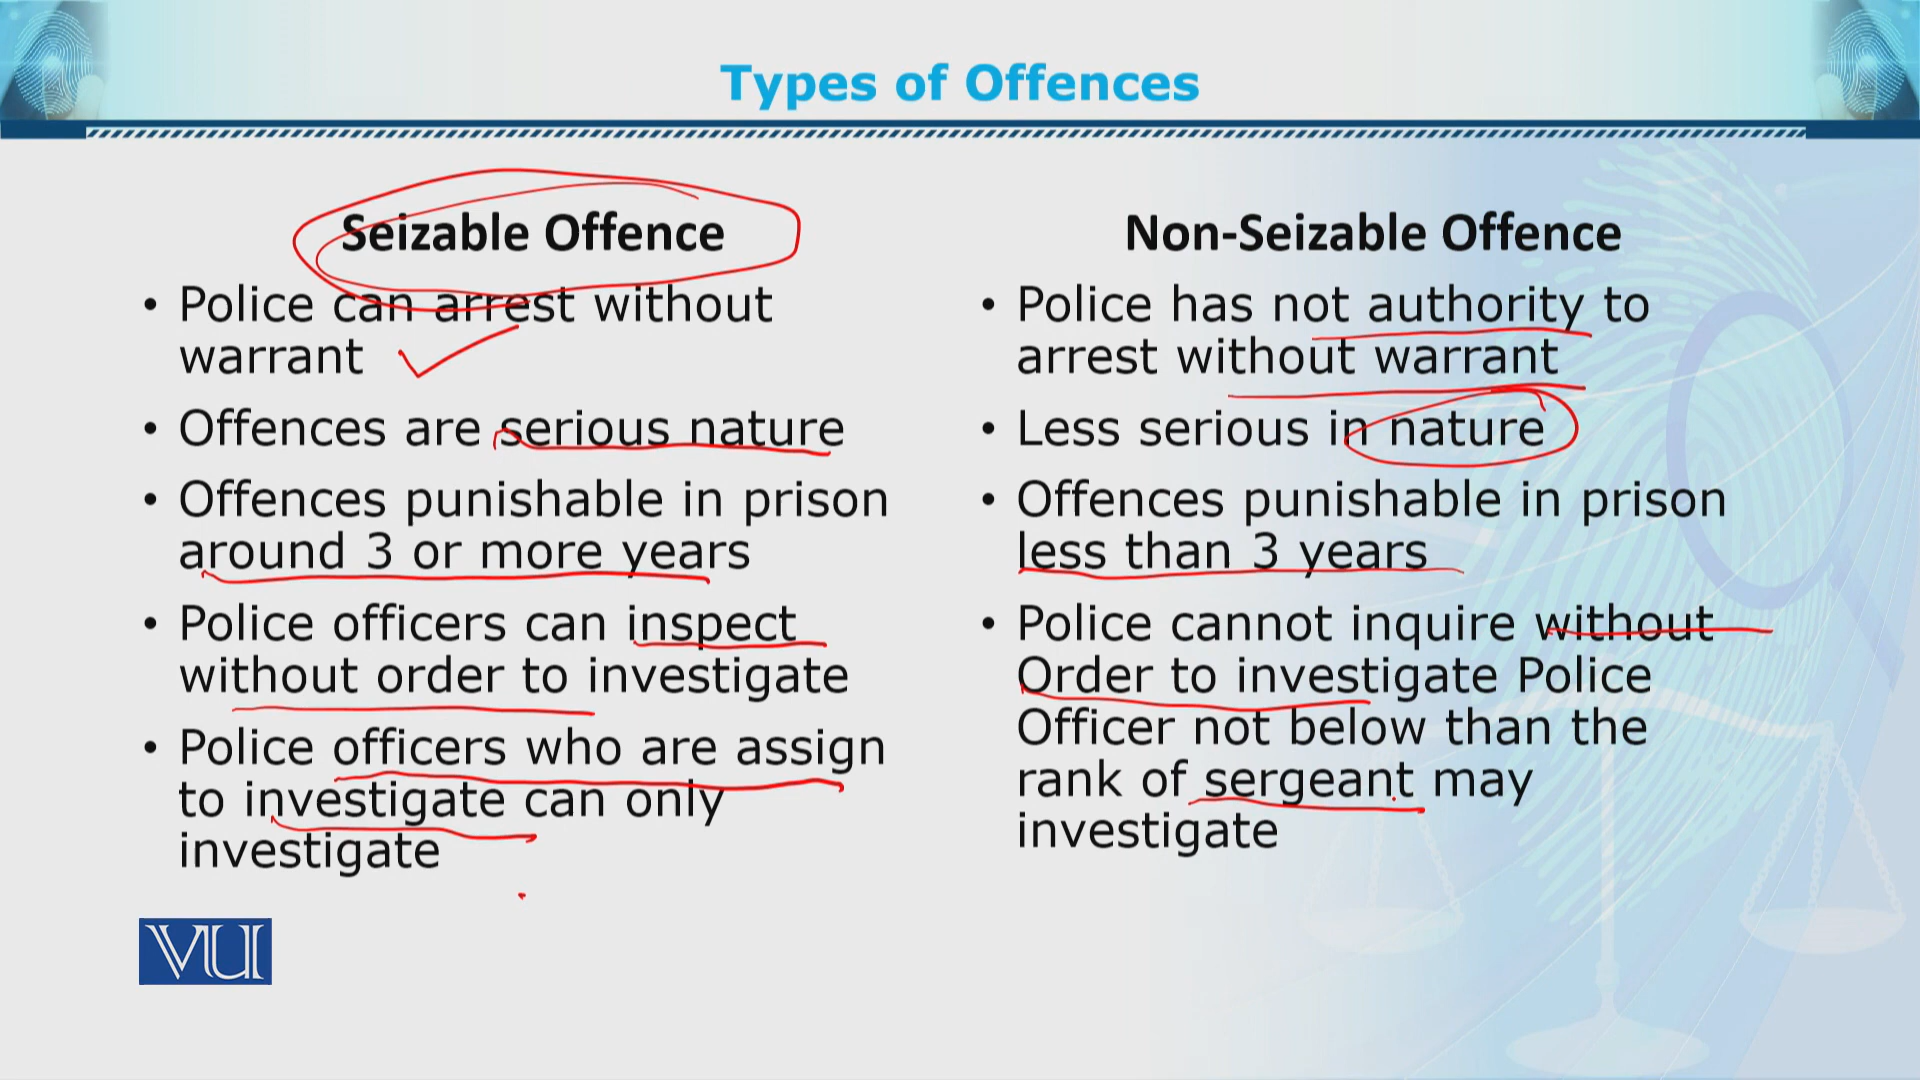 Types of Offences
Seizable Offence
• Police can arrest without
warrant
• Offences are serious nature
• Offences punishable in prison
around 3 or more years
• Police officers can inspect
without order to investigate
• Police officers who are assign
to investigate can only
investigate
Non-Seizable Offence
• Police has not authority to
arrest without warrant
• Less serious in nature
• Offences punishable in prison
less than 3 years
• Police cannot inquire without
Order to investigate Police
Officer not below than the
rank of sergeant may
investigate
VU